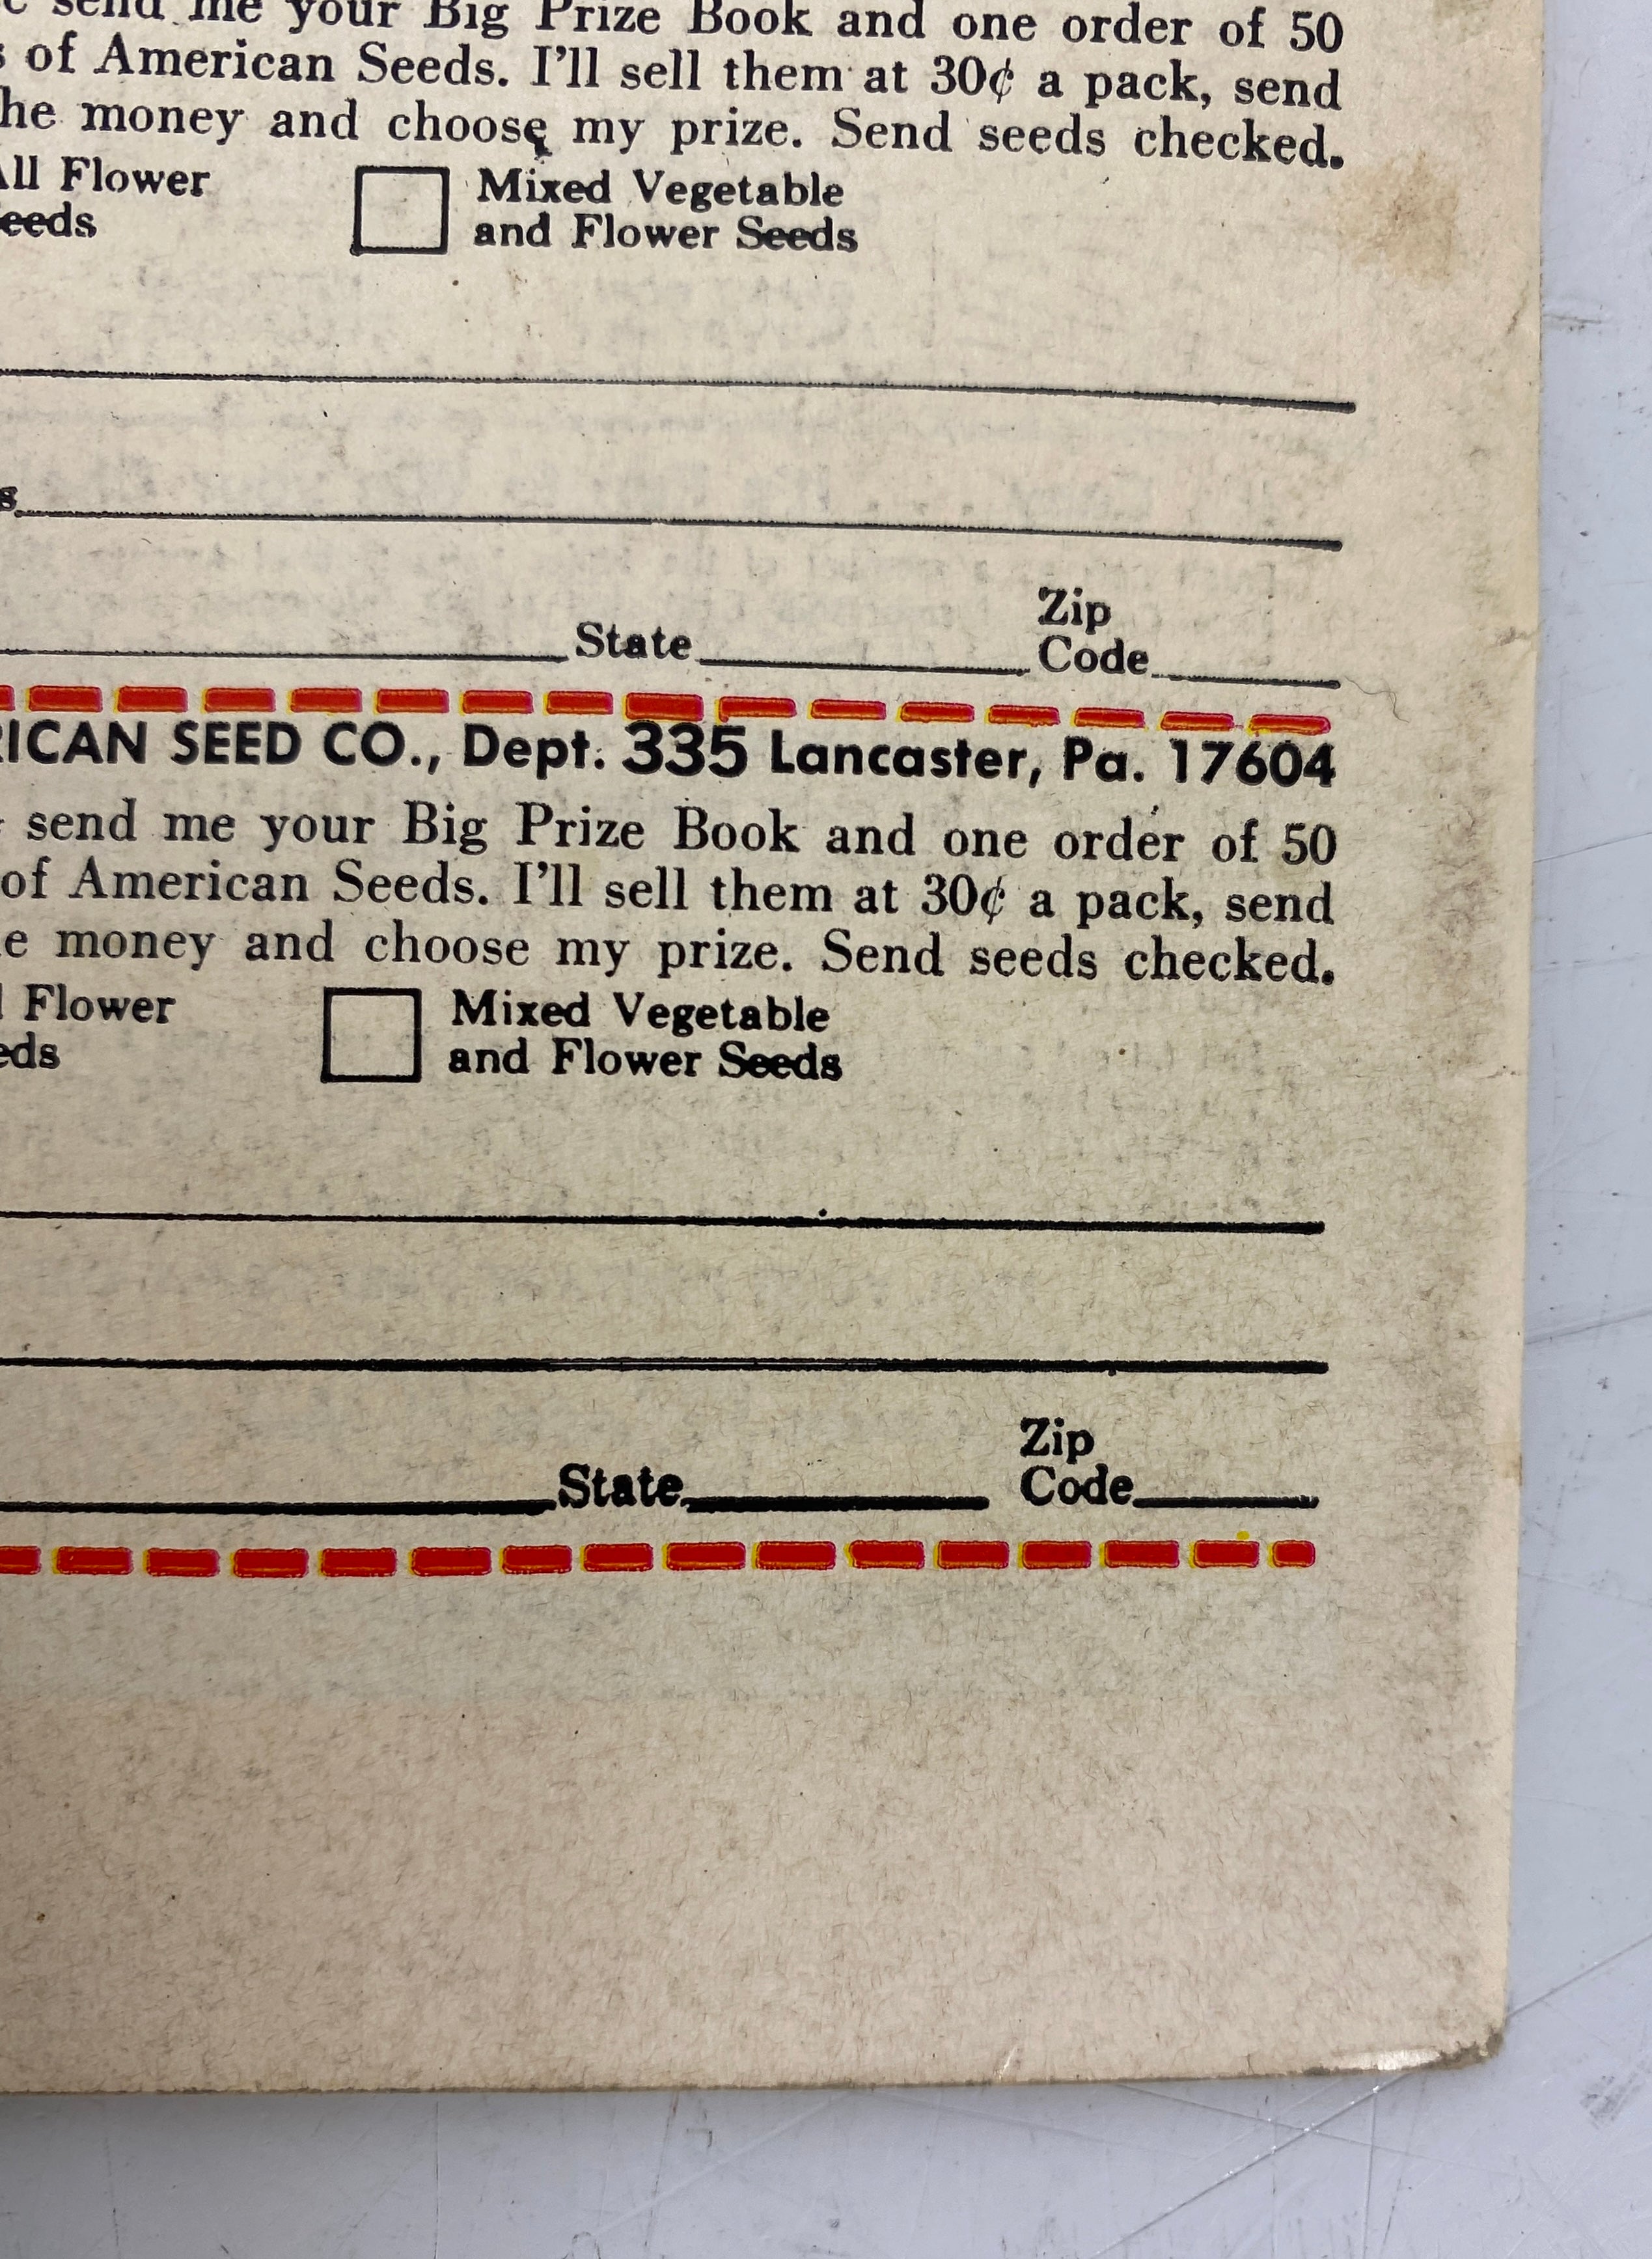 send me your Big Prize Book and one order of 50
of American Seeds. I'll sell them at 30¢ a pack, send
he money and choose my prize. Send seeds checked.
All Flower
eeds
Mixed Vegetable
and Flower Seeds
s
State
Zip
Code
RICAN SEED CO., Dept. 335 Lancaster, Pa. 17604
send me your Big Prize Book and one order of 50
of American Seeds. I'll sell them at 30¢ a pack, send
e money and choose my prize. Send seeds checked.
Flower
eds
Mixed Vegetable
and Flower Seeds
State
Zip
Code